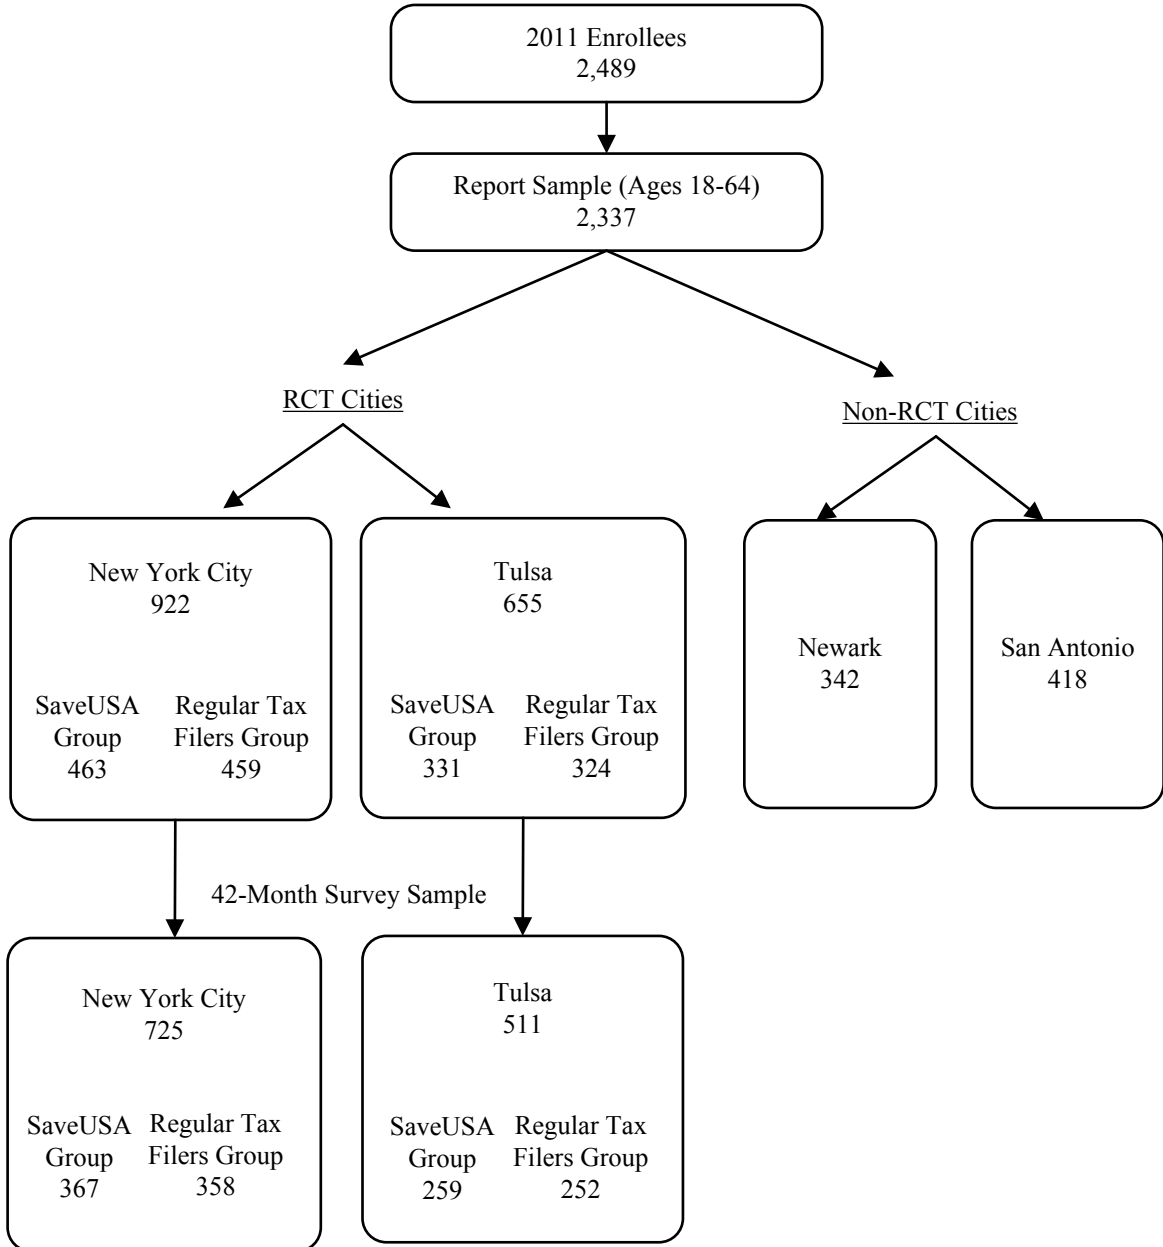 2011 Enrollees
2,489
Report Sample (Ages 18-64)
2,337
RCT Cities
Non-RCT Cities
New York City
922
SaveUSA
Group
463
Regular Tax
Filers Group
459
Tulsa
655
SaveUSA
Group
331
Regular Tax
Filers Group
324
Newark
342
San Antonio
418
42-Month Survey Sample
New York City
725
SaveUSA
Group
367
Regular Tax
Filers Group
358
Tulsa
511
SaveUSA
Group
259
Regular Tax
Filers Group
252